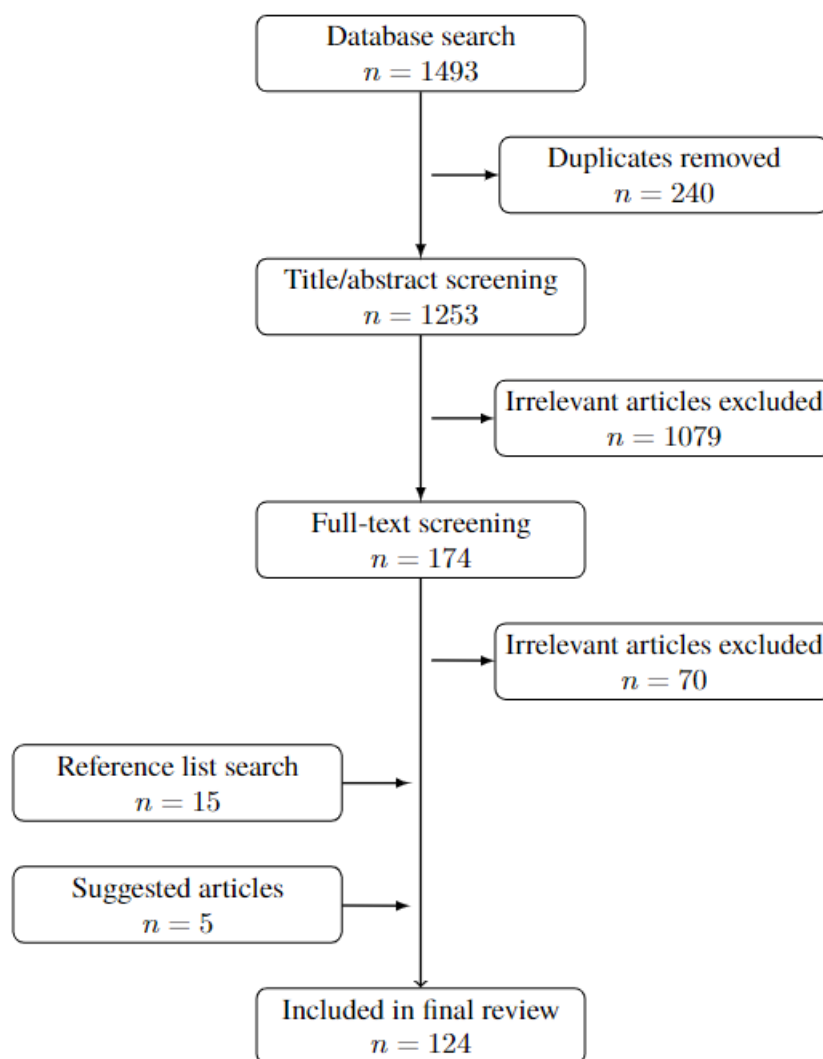 Database search
n = 1493
Duplicates removed
n = 240
Title/abstract screening
n = 1253
Irrelevant articles excluded
n = 1079
Full-text screening
n = 174
Irrelevant articles excluded
n = 70
Reference list search
n = 15
Suggested articles
n = 5
Included in final review
n = 124